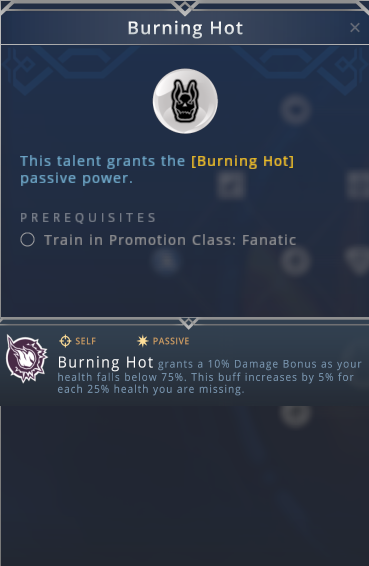 Burning Hot
This talent grants the [Burning Hot]
passive power.
PREREQUISITES
Train in Promotion Class: Fanatic
SELF PASSIVE
Burning Hot grants a 10% Damage Bonus as your
health falls below 75%. This buff increases by 5% for
each 25% health you are missing.